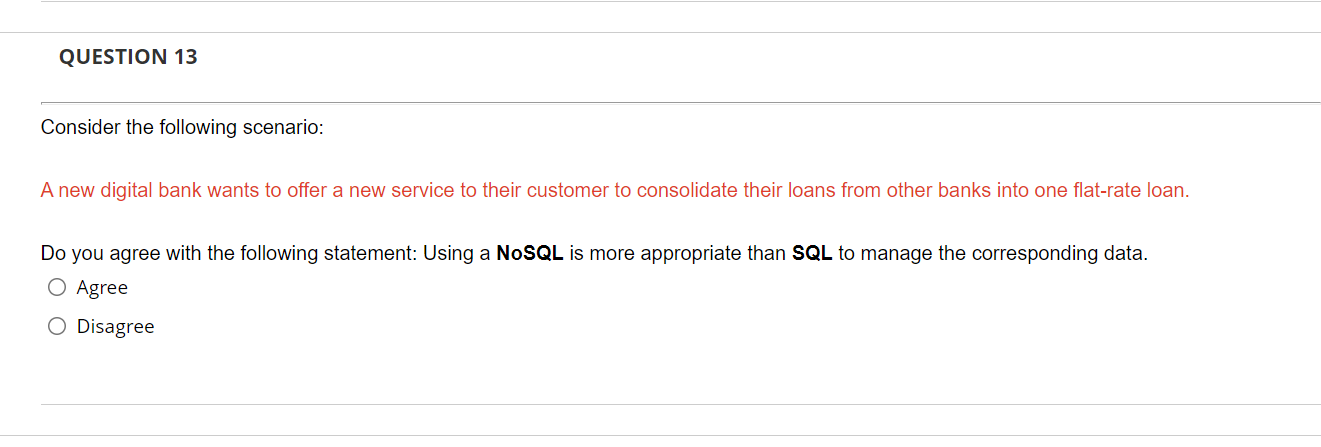 QUESTION 13
Consider the following scenario:
A new digital bank wants to offer a new service to their customer to consolidate their loans from other banks into one flat-rate loan.
Do you agree with the following statement: Using a NoSQL is more appropriate than SQL to manage the corresponding data.
Agree
Disagree